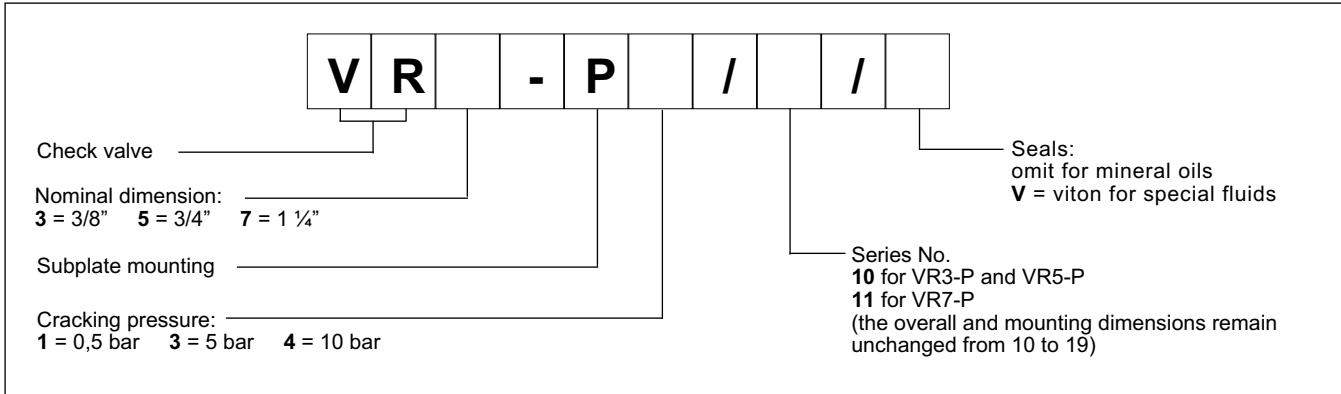 V R - P / /
Check valve
Nominal dimension:
3 = 3/8” 5 = 3/4” 7 = 1 ¼”
Subplate mounting
Cracking pressure:
1 = 0,5 bar 3 = 5 bar 4 = 10 bar
Seals:
omit for mineral oils
V = viton for special fluids
Series No.
10 for VR3-P and VR5-P
11 for VR7-P
(the overall and mounting dimensions remain
unchanged from 10 to 19)